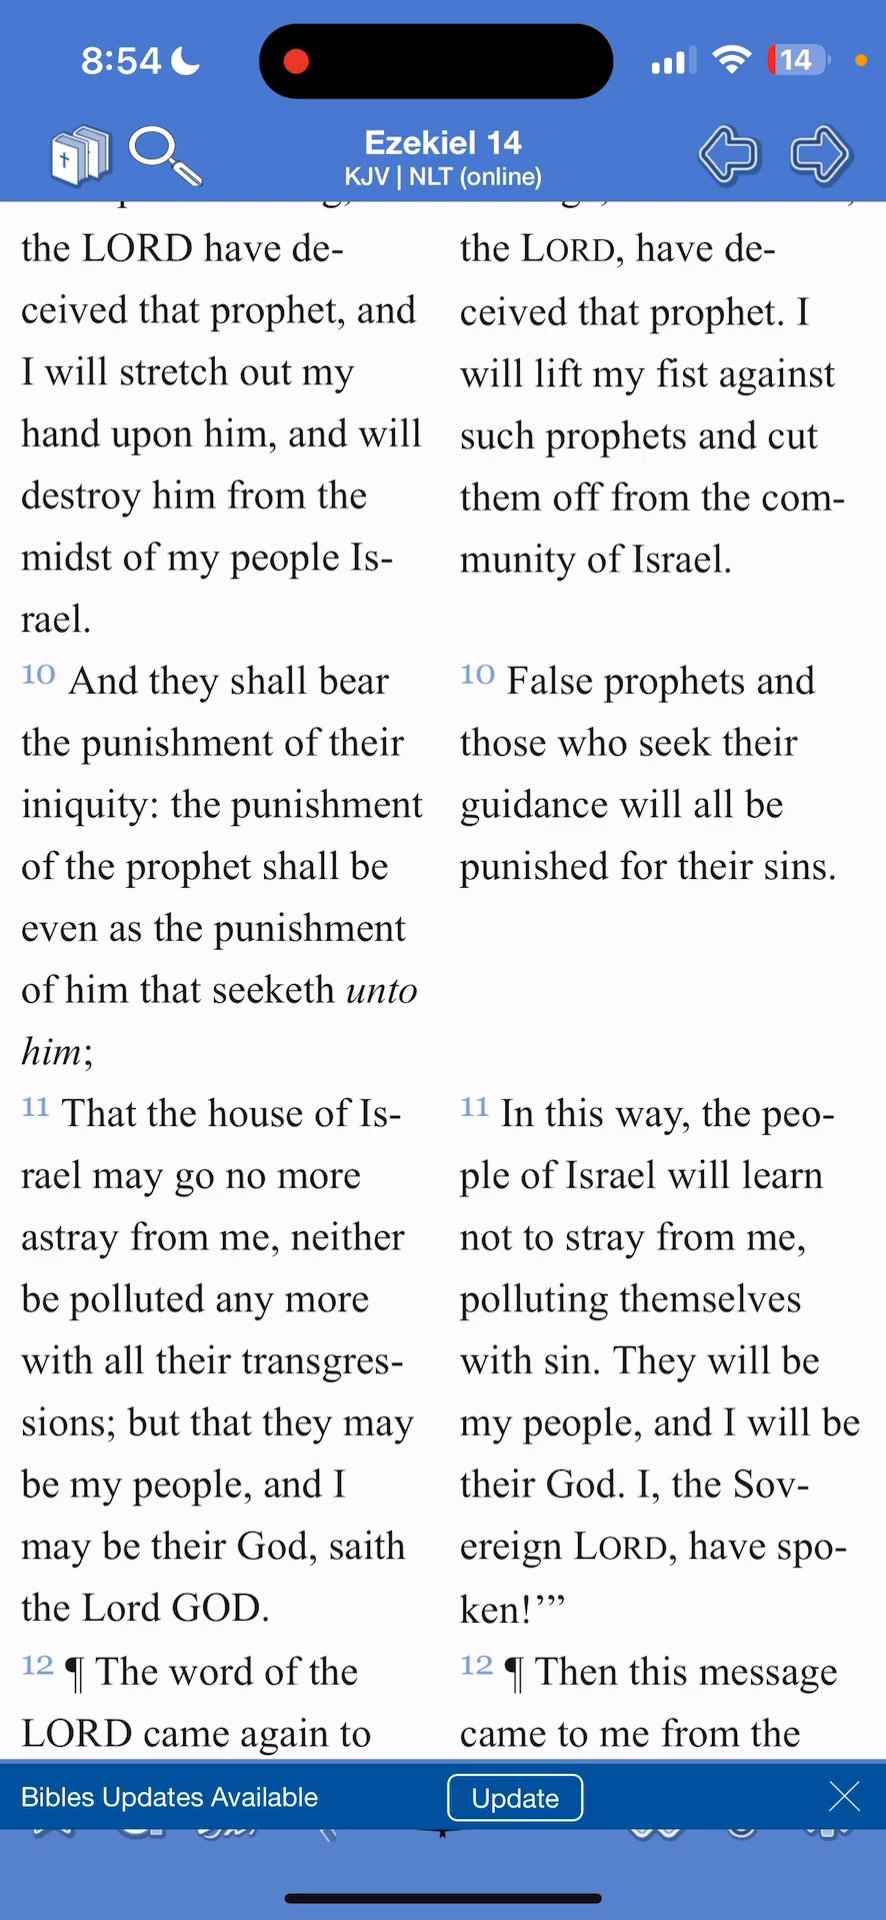 8:54
14
Ezekiel 14
KJV | NLT (online)
the LORD have de-
ceived that prophet, and
I will stretch out my
hand upon him, and will
destroy him from the
midst of my people Is-
rael.
10 And they shall bear
the punishment of their
iniquity: the punishment
of the prophet shall be
even as the punishment
of him that seeketh unto
him;
11 That the house of Is-
rael may go no more
astray from me, neither
be polluted any more
with all their transgres-
sions; but that they may
be my people, and I
may be their God, saith
the Lord GOD.
12 ¶ The word of the
LORD came again to
the LORD, have de-
ceived that prophet. I
will lift my fist against
such prophets and cut
them off from the com-
munity of Israel.
10 False prophets and
those who seek their
guidance will all be
punished for their sins.
11 In this way, the peo-
ple of Israel will learn
not to stray from me,
polluting themselves
with sin. They will be
my people, and I will be
their God. I, the Sov-
ereign LORD, have spo-
ken!’”
12 ¶ Then this message
came to me from the
Bibles Updates Available
Update